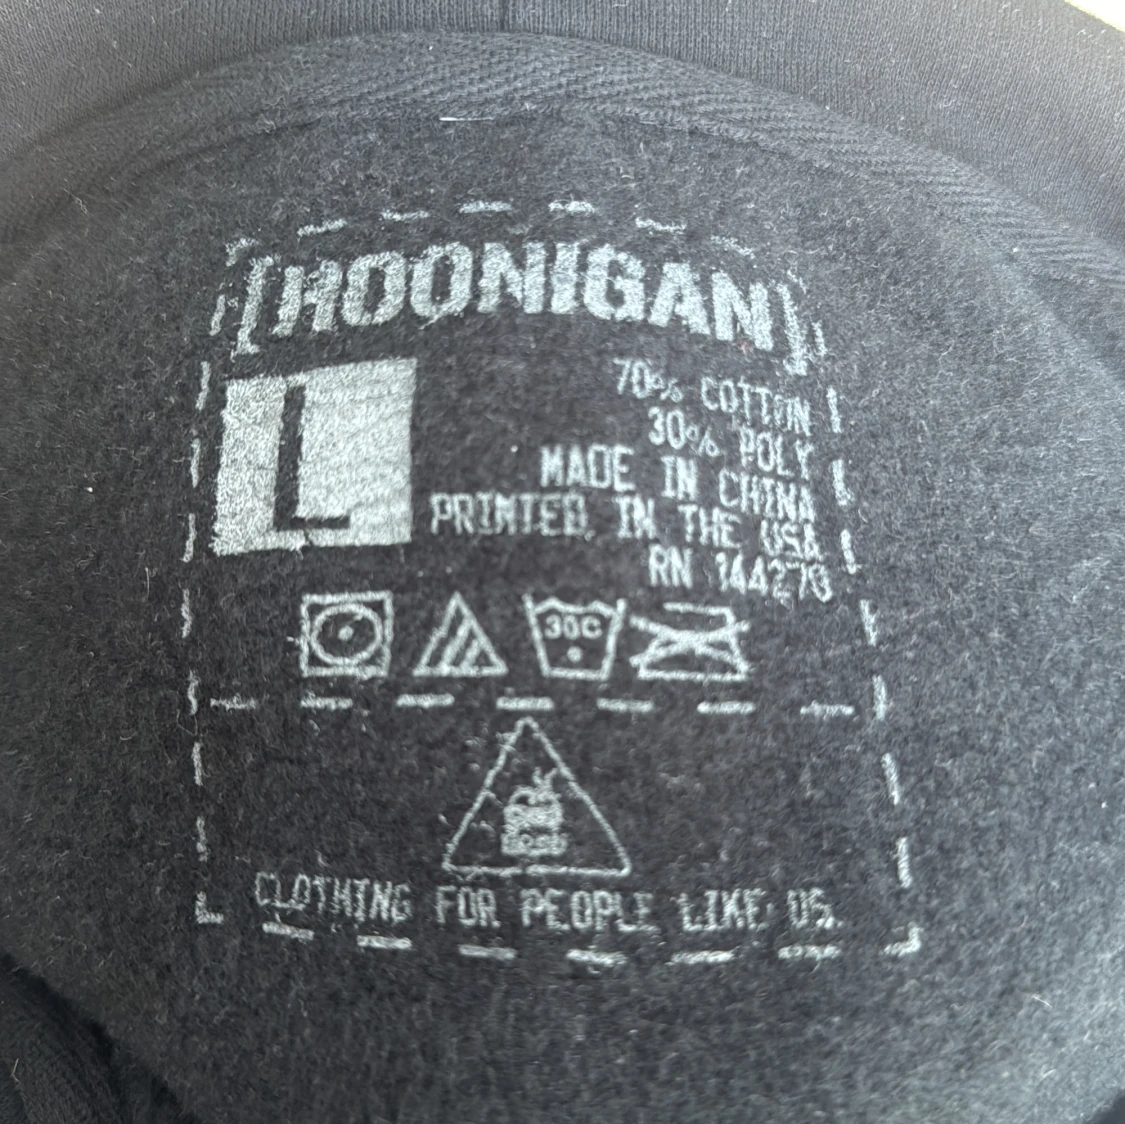 [HOONIGAN]
L
70% COTTON
30% POLY
MADE IN CHINA
PRINTED IN THE USA
RN 144270
30C
CLOTHING FOR PEOPLE LIKE US.